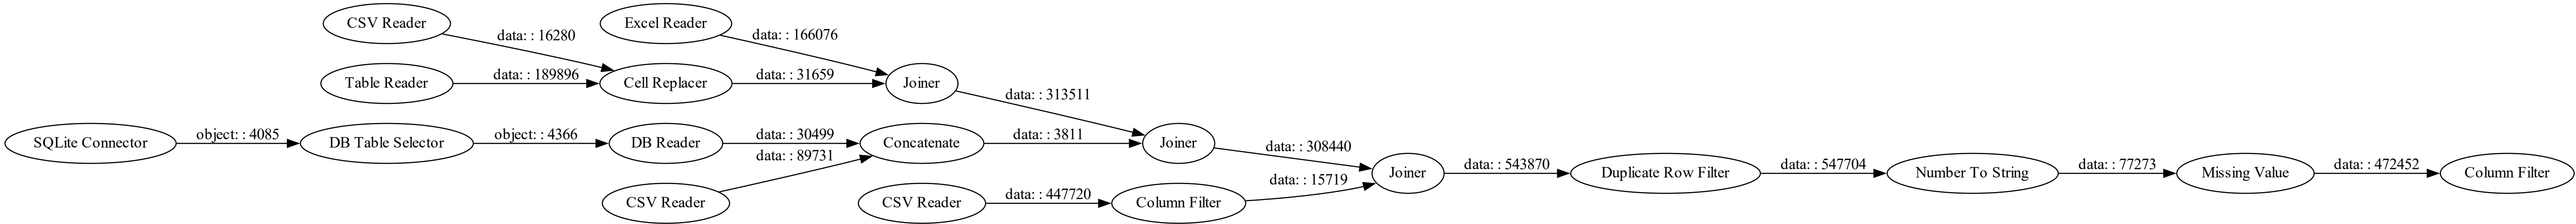 CSV Reader
Excel Reader
data: : 16280
data: : 166076
Table Reader
data: : 189896
Cell Replacer
data: : 31659
Joiner
data: : 313511
SQLite Connector
object: : 4085
DB Table Selector
object: : 4366
DB Reader
data: : 30499
Concatenate
data: : 3811
Joiner
data: : 308440
data: : 89731
CSV Reader
CSV Reader
data: : 447720
Column Filter
data: : 15719
Joiner
data: : 543870
Duplicate Row Filter
data: : 547704
Number To String
data: : 77273
Missing Value
data: : 472452
Column Filter